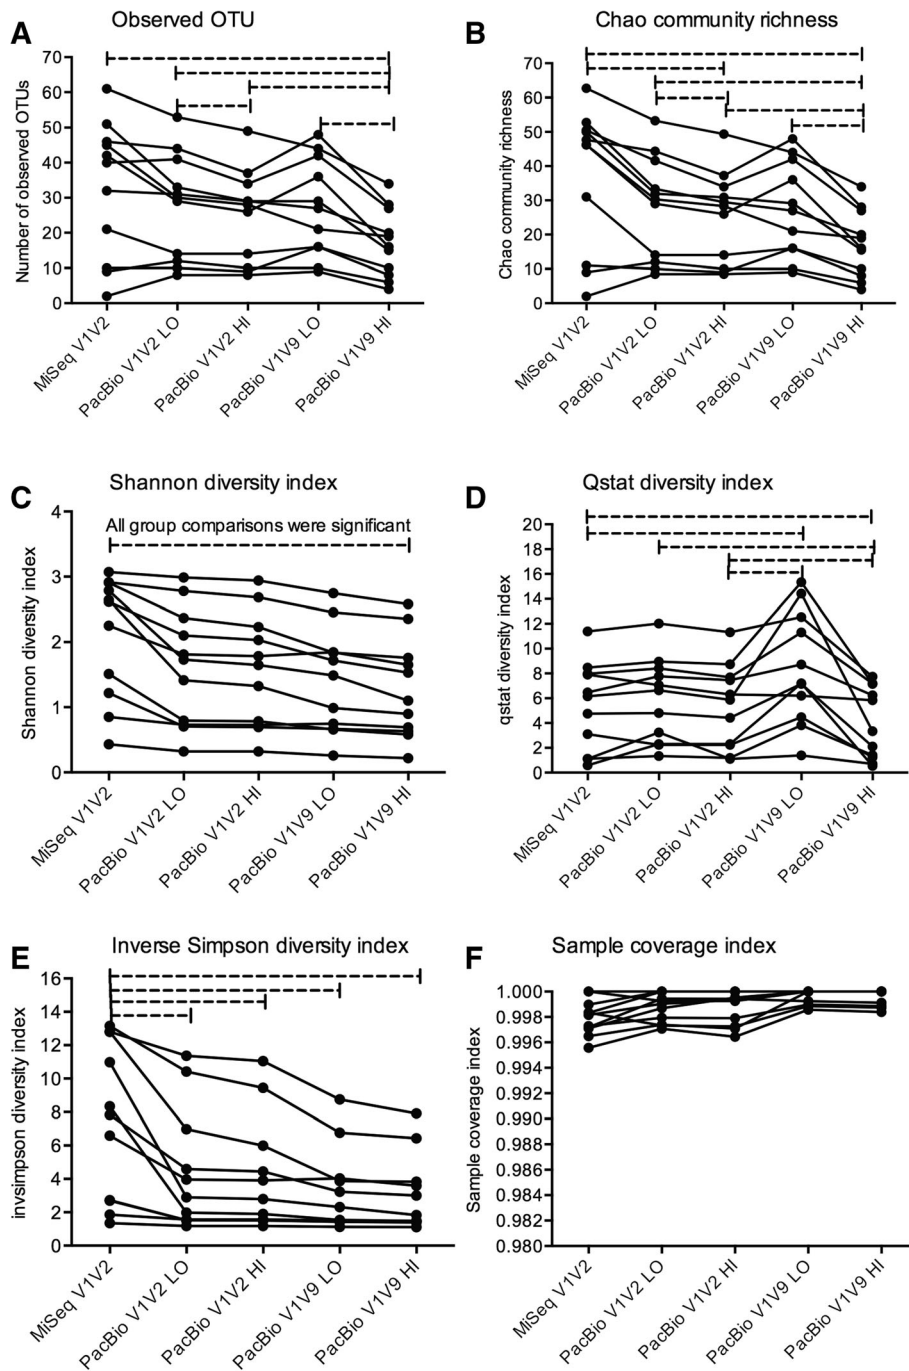 A
Observed OTU
Number of observed OTUs
70
60
50
40
30
20
10
0
MiSeq V1V2
PacBio V1V2 LO
PacBio V1V2 HI
PacBio V1V9 LO
PacBio V1V9 HI
B
Chao community richness
Chao community richness
70
60
50
40
30
20
10
0
MiSeq V1V2
PacBio V1V2 LO
PacBio V1V2 HI
PacBio V1V9 LO
PacBio V1V9 HI
C
Shannon diversity index
All group comparisons were significant
Shannon diversity index
4
3
2
1
0
MiSeq V1V2
PacBio V1V2 LO
PacBio V1V2 HI
PacBio V1V9 LO
PacBio V1V9 HI
D
Qstat diversity index
qstat diversity index
20
18
16
14
12
10
8
6
4
2
0
MiSeq V1V2
PacBio V1V2 LO
PacBio V1V2 HI
PacBio V1V9 LO
PacBio V1V9 HI
E
Inverse Simpson diversity index
invsimpson diversity index
16
14
12
10
8
6
4
2
0
MiSeq V1V2
PacBio V1V2 LO
PacBio V1V2 HI
PacBio V1V9 LO
PacBio V1V9 HI
F
Sample coverage index
Sample coverage index
1.000
0.998
0.996
0.994
0.992
0.990
0.988
0.986
0.984
0.982
0.980
MiSeq V1V2
PacBio V1V2 LO
PacBio V1V2 HI
PacBio V1V9 LO
PacBio V1V9 HI